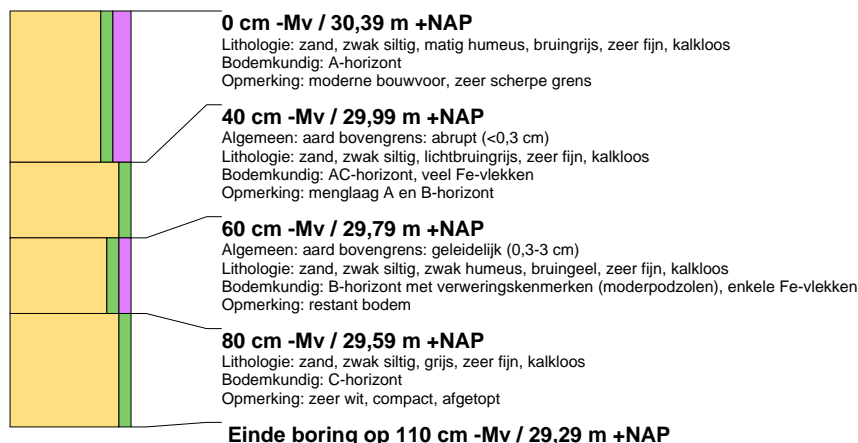 0 cm -Mv / 30,39 m +NAP
Lithologie: zand, zwak siltig, matig humeus, bruingrijs, zeer fijn, kalkloos
Bodemkundig: A-horizont
Opmerking: moderne bouwvoor, zeer scherpe grens
40 cm -Mv / 29,99 m +NAP
Algemeen: aard bovengrens: abrupt (<0,3 cm)
Lithologie: zand, zwak siltig, lichtbruingrijs, zeer fijn, kalkloos
Bodemkundig: AC-horizont, veel Fe-vlekken
Opmerking: menglaag A en B-horizont
60 cm -Mv / 29,79 m +NAP
Algemeen: aard bovengrens: geleidelijk (0,3-3 cm)
Lithologie: zand, zwak siltig, zwak humeus, bruingeel, zeer fijn, kalkloos
Bodemkundig: B-horizont met verweringskenmerken (moderpodzolen), enkele Fe-vlekken
Opmerking: restant bodem
80 cm -Mv / 29,59 m +NAP
Lithologie: zand, zwak siltig, grijs, zeer fijn, kalkloos
Bodemkundig: C-horizont
Opmerking: zeer wit, compact, afgetopt
Einde boring op 110 cm -Mv / 29,29 m +NAP